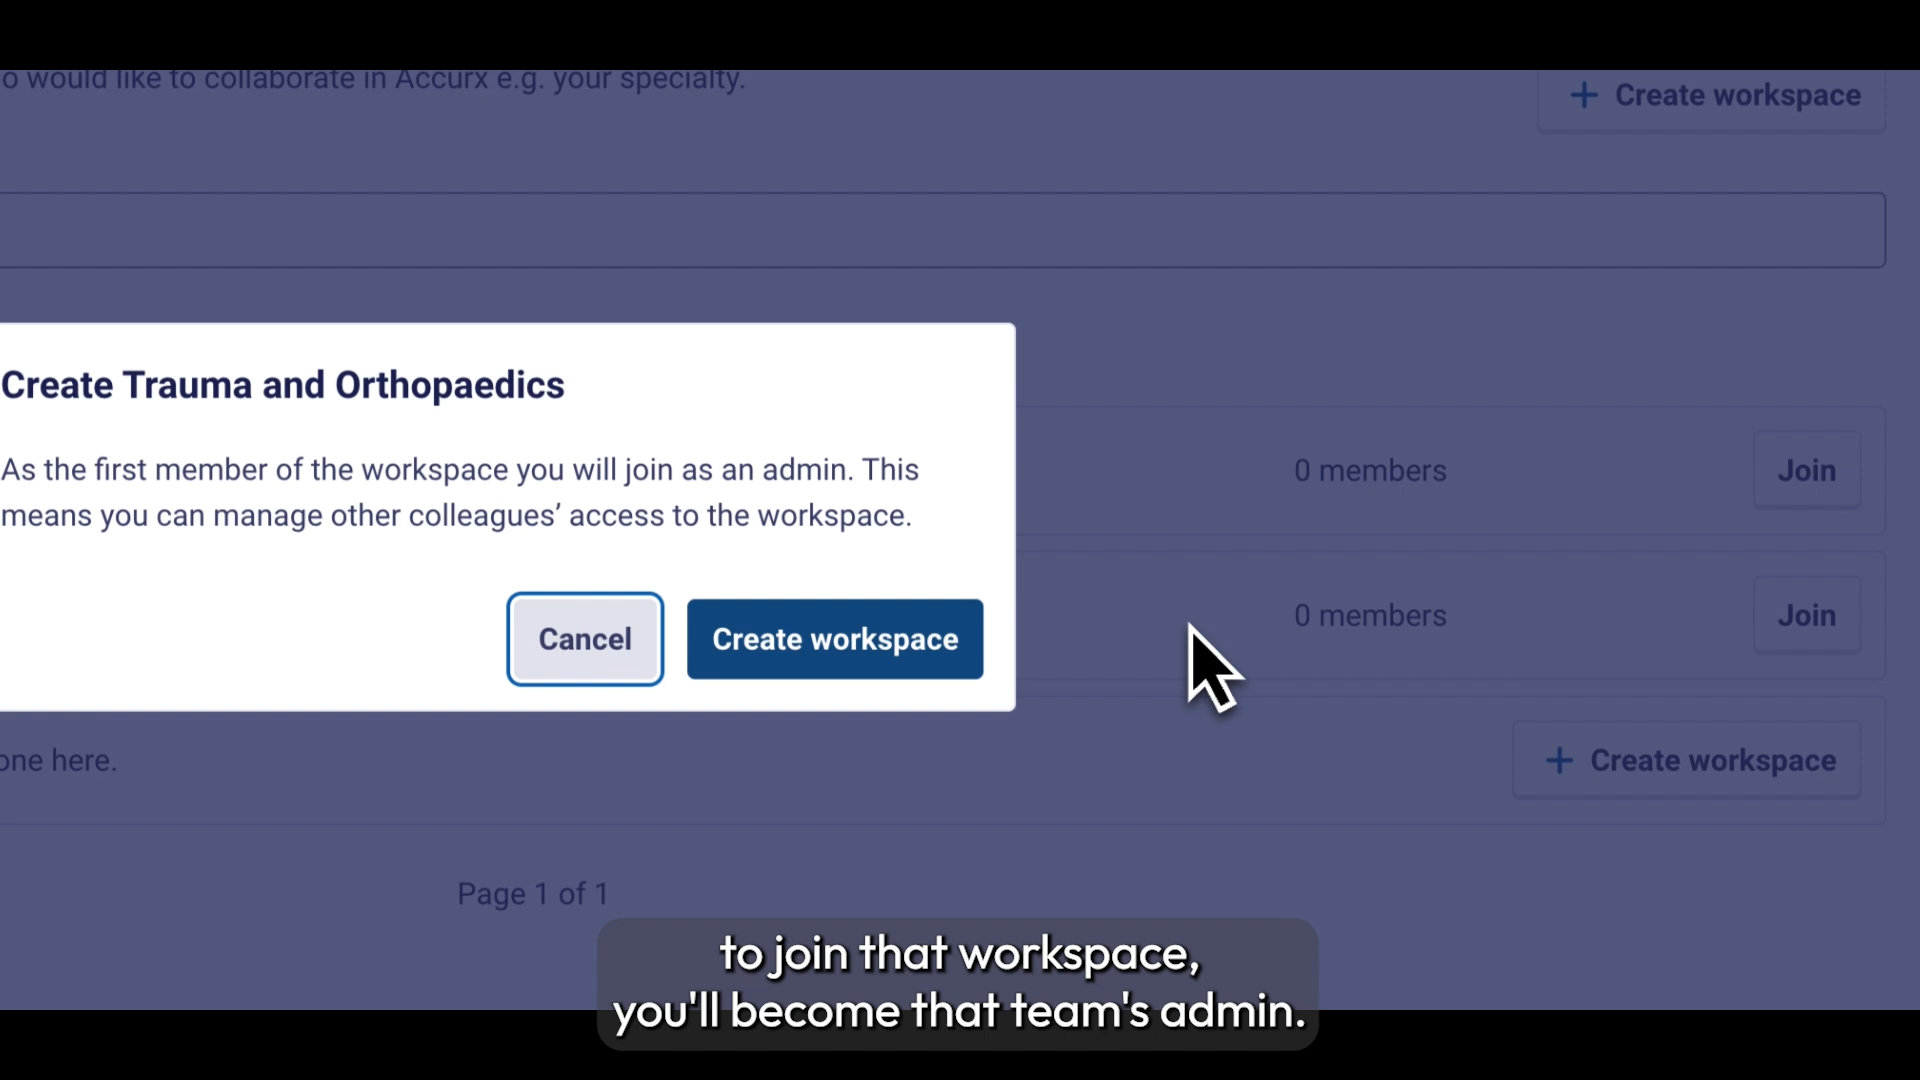 o would like to collaborate in Accurx e.g. your specialty.
+ Create workspace
Create Trauma and Orthopaedics
As the first member of the workspace you will join as an admin. This
means you can manage other colleagues’ access to the workspace.
Cancel
Create workspace
0 members
Join
0 members
Join
one here.
+ Create workspace
Page 1 of 1
to join that workspace,
you'll become that team's admin.